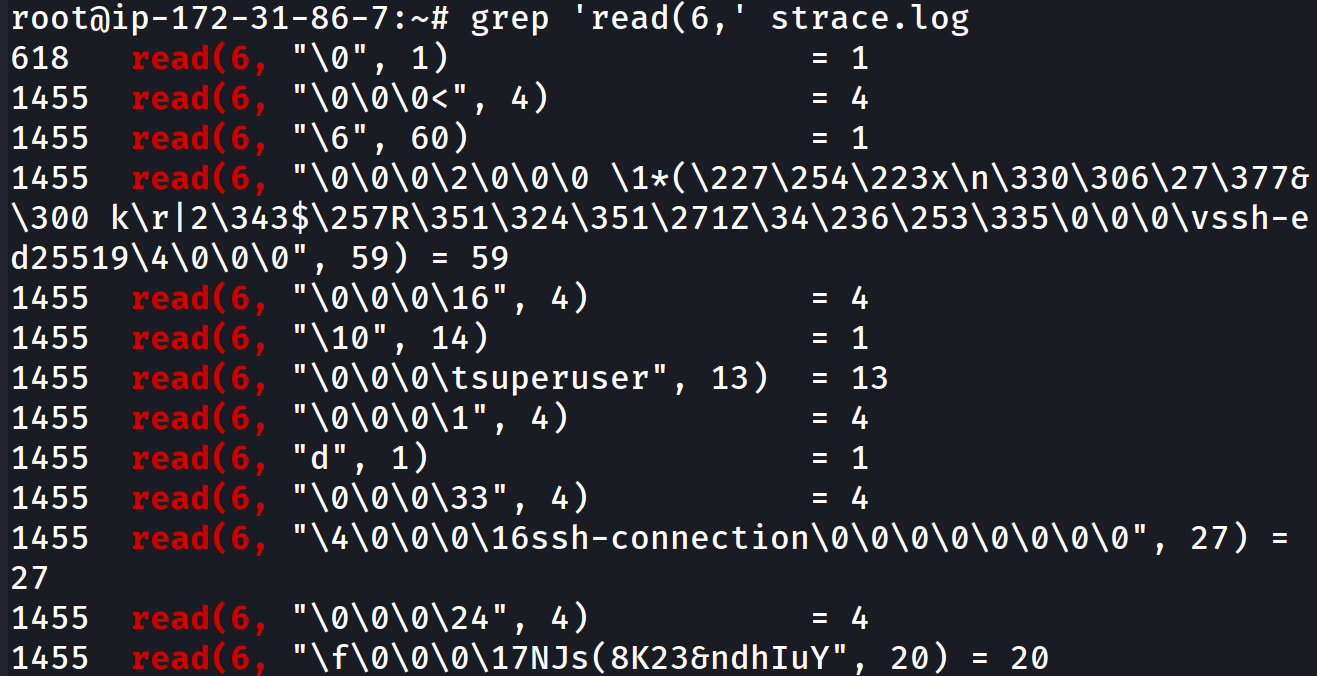 root@ip-172-31-86-7:~# grep 'read(6,' strace.log
618   read(6, "\0", 1)                  = 1
1455  read(6, "\0\0\0<", 4)             = 4
1455  read(6, "\6", 60)                 = 1
1455  read(6, "\0\0\0\2\0\0\0 \1*(\227\254\223x\n\330\306\27\377&
\300 k\r|2\343$\257R\351\324\351\271Z\34\236\253\335\0\0\0\vssh-e
d25519\4\0\0\0", 59) = 59
1455  read(6, "\0\0\0\16", 4)           = 4
1455  read(6, "\10", 14)                = 1
1455  read(6, "\0\0\0\tsuperuser", 13)  = 13
1455  read(6, "\0\0\0\1", 4)            = 4
1455  read(6, "d", 1)                   = 1
1455  read(6, "\0\0\0\33", 4)           = 4
1455  read(6, "\4\0\0\0\16ssh-connection\0\0\0\0\0\0\0\0", 27) =
27
1455  read(6, "\0\0\0\24", 4)           = 4
1455  read(6, "\f\0\0\0\17NJs(8K23&ndhIuY", 20) = 20